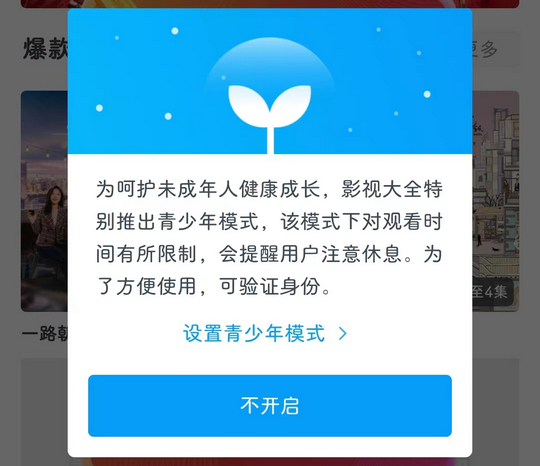 爆款
更多
为呵护未成年人健康成长，影视大全特
别推出青少年模式，该模式下对观看时
间有所限制，会提醒用户注意休息。为
了方便使用，可验证身份。
至4集
一路朝
设置青少年模式 >
不开启